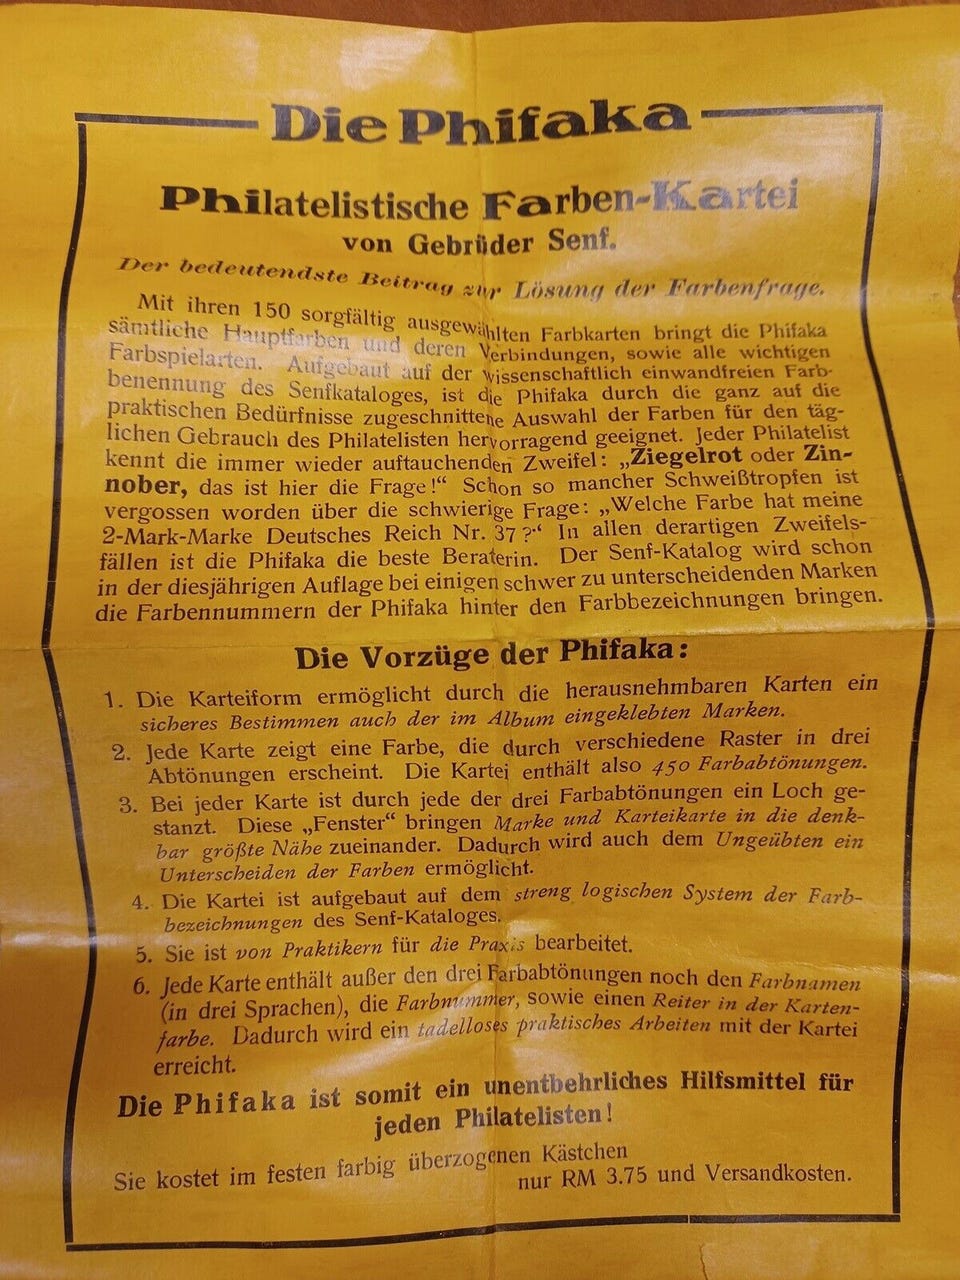 Die Phifaka
Philatelistische Farben-Kartei
von Gebrüder Senf.
Der bedeutendste Beitrag zur Lösung der Farbenfrage.
Mit ihren 150 sorgfältig ausgewählten Farbkarten bringt die Phifaka
sämtliche Hauptfarben und deren Verbindungen, sowie alle wichtigen
Farbspielarten. Aufgebaut auf der wissenschaftlich einwandfreien Farb-
benennung des Senfkataloges, ist die Phifaka durch die ganz auf die
praktischen Bedürfnisse zugeschnittene Auswahl der Farben für den täg-
lichen Gebrauch des Philatelisten hervorragend geeignet. Jeder Philatelist
kennt die immer wieder auftauchenden Zweifel: „Ziegelrot oder Zin-
nober, das ist hier die Frage!“ Schon so mancher Schweißtropfen ist
vergossen worden über die schwierige Frage: „Welche Farbe hat meine
2-Mark-Marke Deutsches Reich Nr. 37?“ In allen derartigen Zweifels-
fällen ist die Phifaka die beste Beraterin. Der Senf-Katalog wird schon
in der diesjährigen Auflage bei einigen schwer zu unterscheidenden Marken
die Farbennummern der Phifaka hinter den Farbbezeichnungen bringen.
Die Vorzüge der Phifaka:
1. Die Karteiform ermöglicht durch die herausnehmbaren Karten ein
sicheres Bestimmen auch der im Album eingeklebten Marken.
2. Jede Karte zeigt eine Farbe, die durch verschiedene Raster in drei
Abtönungen erscheint. Die Kartei enthält also 450 Farbabtönungen.
3. Bei jeder Karte ist durch jede der drei Farbabtönungen ein Loch ge-
stanzt. Diese „Fenster“ bringen Marke und Karteikarte in die denk-
bar größte Nähe zueinander. Dadurch wird auch dem Ungeübten ein
Unterscheiden der Farben ermöglicht.
4. Die Kartei ist aufgebaut auf dem streng logischen System der Farb-
bezeichnungen des Senf-Kataloges.
5. Sie ist von Praktikern für die Praxis bearbeitet.
6. Jede Karte enthält außer den drei Farbabtönungen noch den Farbnamen
(in drei Sprachen), die Farbnummer, sowie einen Reiter in der Karten-
farbe. Dadurch wird ein tadelloses praktisches Arbeiten mit der Kartei
erreicht.
Die Phifaka ist somit ein unentbehrliches Hilfsmittel für
jeden Philatelisten!
Sie kostet im festen farbig überzogenen Kästchen
nur RM 3.75 und Versandkosten.